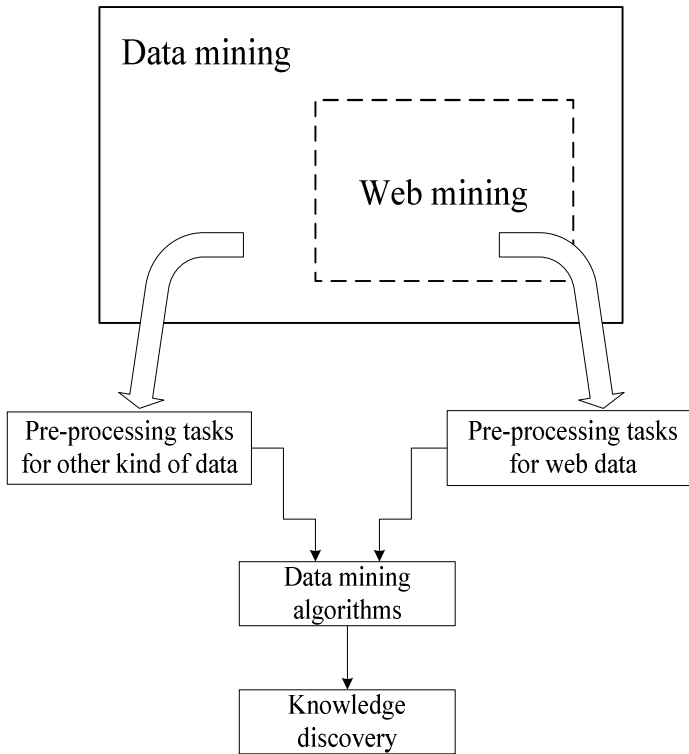 Data mining
Web mining
Pre-processing tasks
for other kind of data
Pre-processing tasks
for web data
Data mining
algorithms
Knowledge
discovery